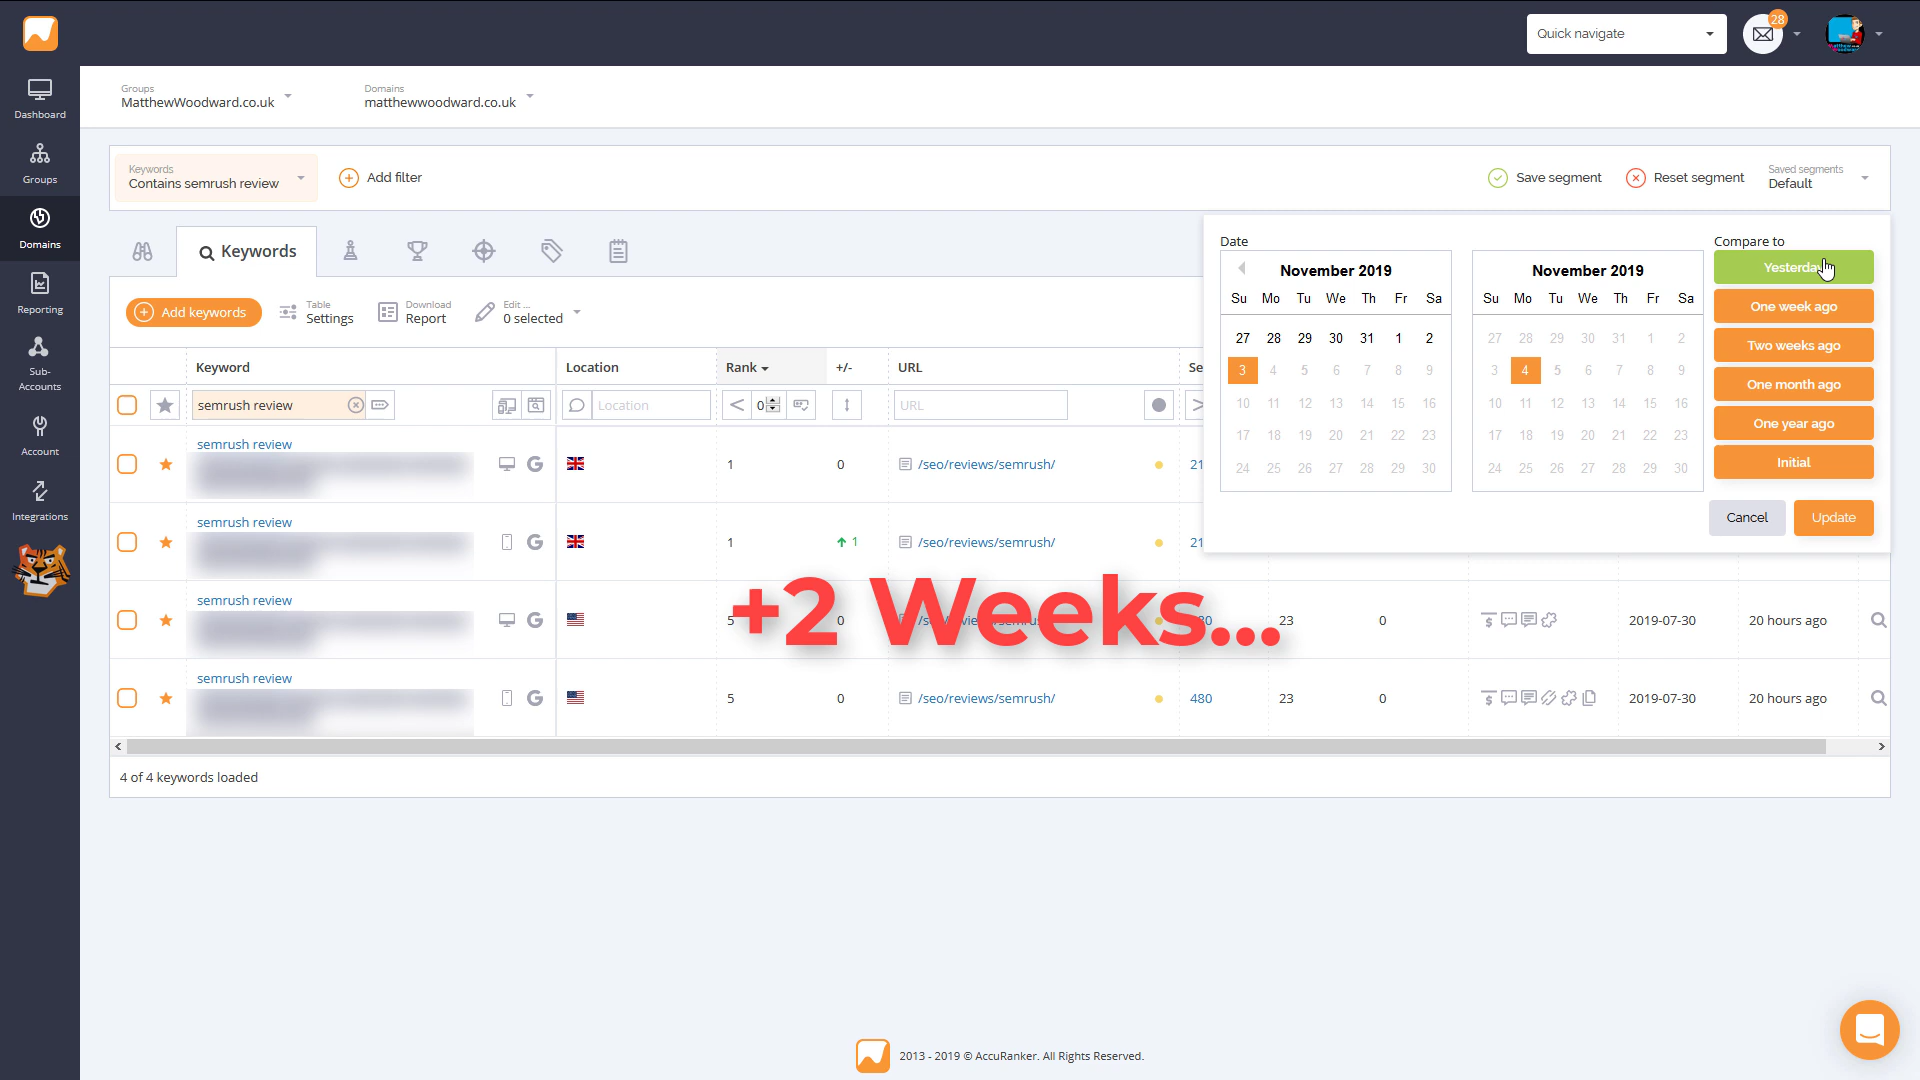 Quick navigate
28
Dashboard
Groups
Domains
Reporting
Sub-
Accounts
Account
Integrations
Groups
MatthewWoodward.co.uk
Domains
matthewwoodward.co.uk
Keywords
Contains semrush review
Add filter
Save segment
Reset segment
Saved segments
Default
Keywords
Add keywords
Table
Settings
Download
Report
Edit ...
0 selected
Date
November 2019
Su Mo Tu We Th Fr Sa
27 28 29 30 31 1 2
3 4 5 6 7 8 9
10 11 12 13 14 15 16
17 18 19 20 21 22 23
24 25 26 27 28 29 30
November 2019
Su Mo Tu We Th Fr Sa
27 28 29 30 31 1 2
3 4 5 6 7 8 9
10 11 12 13 14 15 16
17 18 19 20 21 22 23
24 25 26 27 28 29 30
Compare to
Yesterday
One week ago
Two weeks ago
One month ago
One year ago
Initial
Cancel
Update
Keyword Location Rank +/- URL Se
semrush review Location < 0 URL >
semrush review
1 0 /seo/reviews/semrush/ 21
semrush review
1 1 /seo/reviews/semrush/ 21
semrush review
5 0 23 0 2019-07-30 20 hours ago
+2 Weeks...
semrush review
5 0 /seo/reviews/semrush/ 480 23 0 2019-07-30 20 hours ago
4 of 4 keywords loaded
2013 - 2019 © AccuRanker. All Rights Reserved.